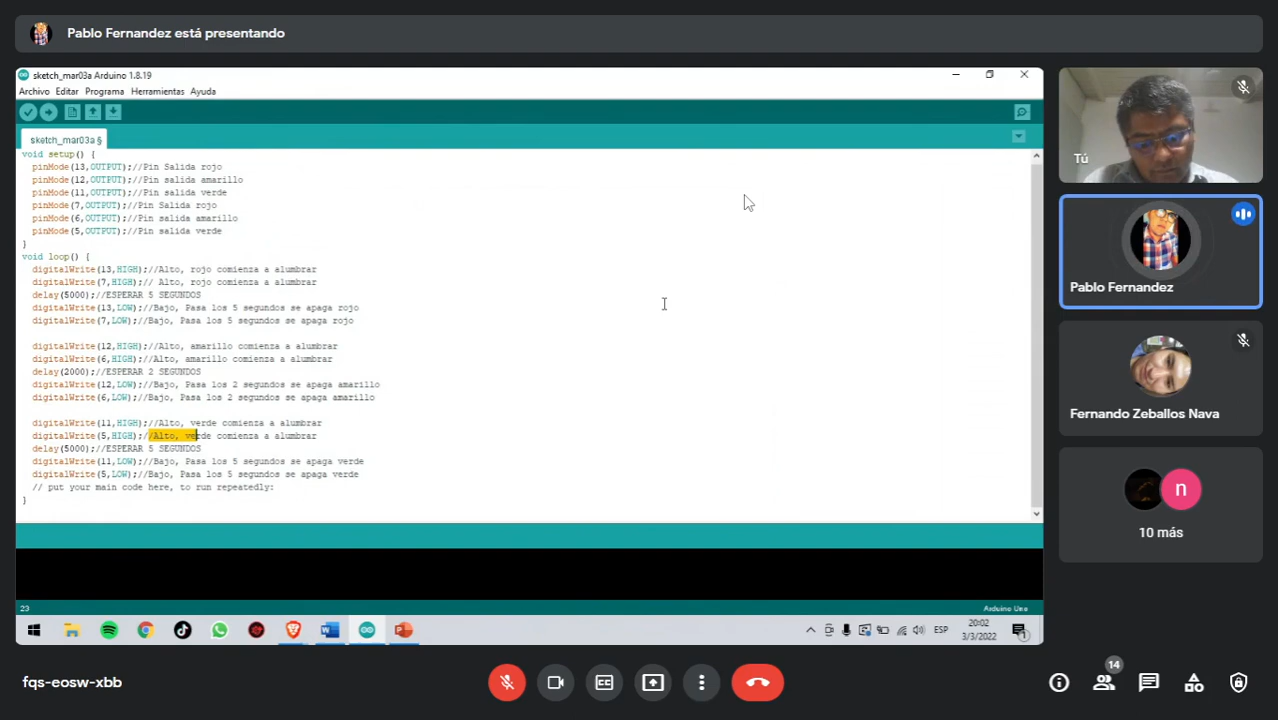 Pablo Fernandez está presentando
sketch_mar03a Arduino 1.8.19
Archivo Editar Programa Herramientas Ayuda
sketch_mar03a §
void setup() {
pinMode(13,OUTPUT);//Pin Salida rojo
pinMode(12,OUTPUT);//Pin salida amarillo
pinMode(11,OUTPUT);//Pin salida verde
pinMode(7,OUTPUT);//Pin Salida rojo
pinMode(6,OUTPUT);//Pin salida amarillo
pinMode(5,OUTPUT);//Pin salida verde
}
void loop() {
digitalWrite(13,HIGH);//Alto, rojo comienza a alumbrar
digitalWrite(7,HIGH);// Alto, rojo comienza a alumbrar
delay(5000);//ESPERAR 5 SEGUNDOS
digitalWrite(13,LOW);//Bajo, Pasa los 5 segundos se apaga rojo
digitalWrite(7,LOW);//Bajo, Pasa los 5 segundos se apaga rojo
digitalWrite(12,HIGH);//Alto, amarillo comienza a alumbrar
digitalWrite(6,HIGH);//Alto, amarillo comienza a alumbrar
delay(2000);//ESPERAR 2 SEGUNDOS
digitalWrite(12,LOW);//Bajo, Pasa los 2 segundos se apaga amarillo
digitalWrite(6,LOW);//Bajo, Pasa los 2 segundos se apaga amarillo
digitalWrite(11,HIGH);//Alto, verde comienza a alumbrar
digitalWrite(5,HIGH);//Alto, verde comienza a alumbrar
delay(5000);//ESPERAR 5 SEGUNDOS
digitalWrite(11,LOW);//Bajo, Pasa los 5 segundos se apaga verde
digitalWrite(5,LOW);//Bajo, Pasa los 5 segundos se apaga verde
// put your main code here, to run repeatedly:
}
23
Arduino Uno
ESP
20:02
3/3/2022
1
Tú
Pablo Fernandez
Fernando Zeballos Nava
n
10 más
fqs-eosw-xbb
14